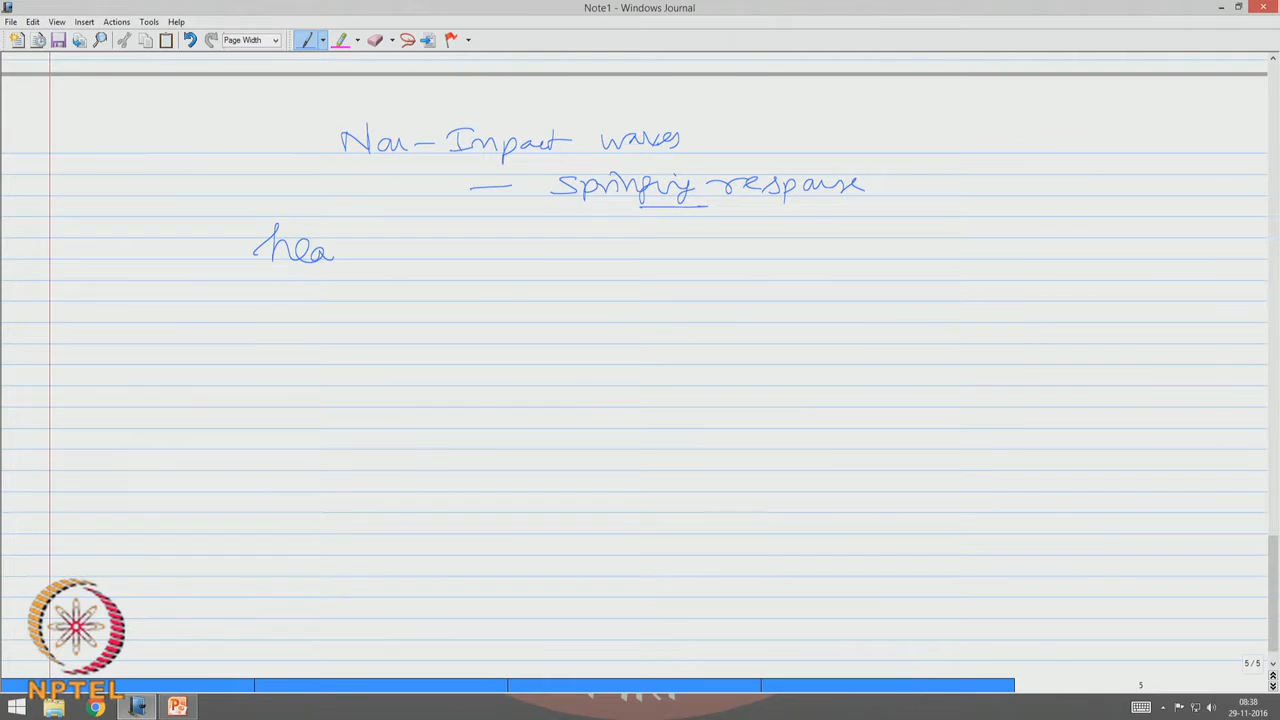 Note1 - Windows Journal
File Edit View Insert Actions Tools Help
Page Width
Non-Impact waves
— springing response
hea
5/5
NPTEL
5
08:38
29-11-2016